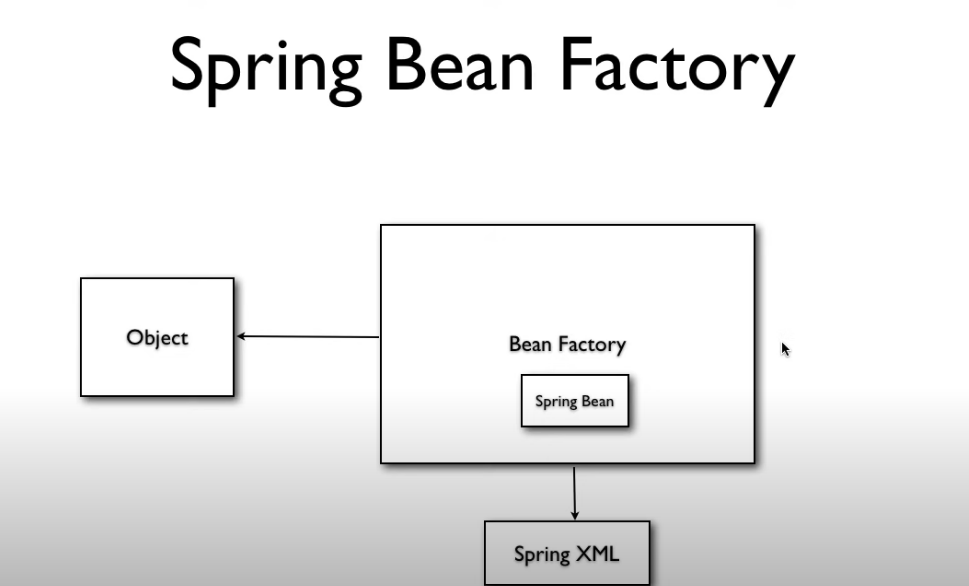 Spring Bean Factory
Object
Bean Factory
Spring Bean
Spring XML